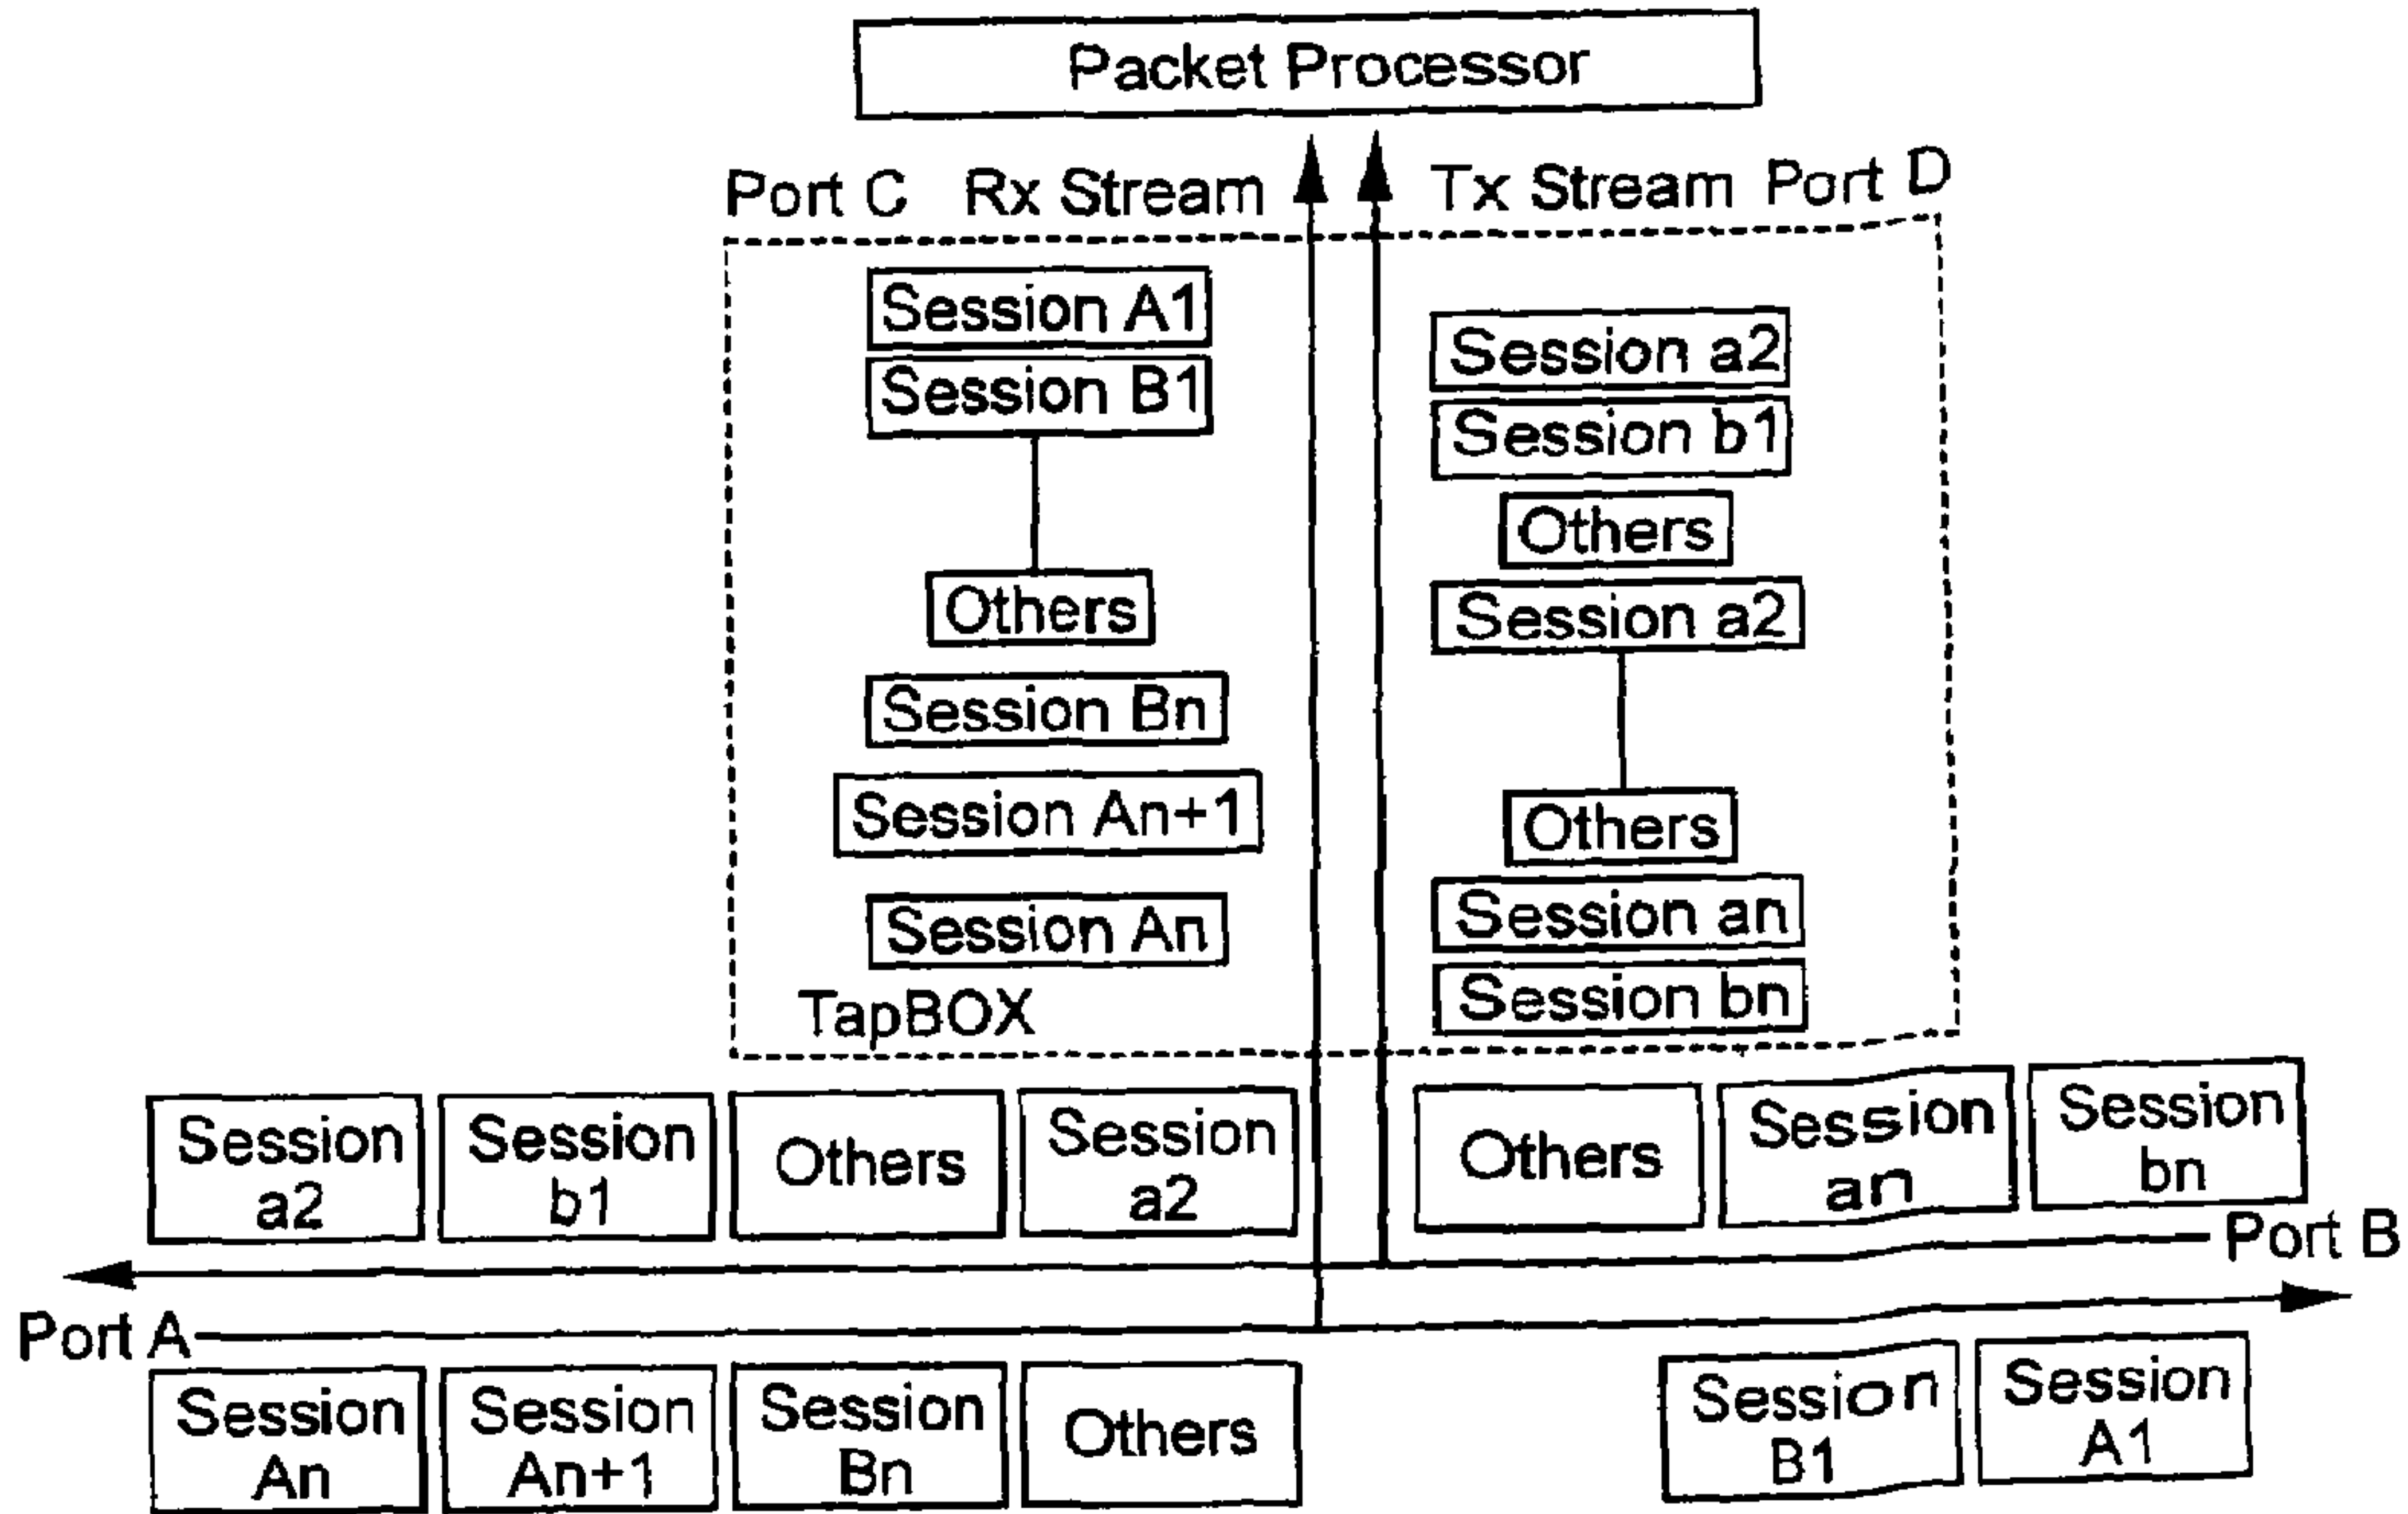 Packet Processor
Port C Rx Stream
Tx Stream Port D
Session A1
Session B1
Others
Session Bn
Session An+1
Session An
TapBOX
Session a2
Session b1
Others
Session a2
Others
Session an
Session bn
Session
a2
Session
b1
Others
Session
a2
Others
Session
an
Session
bn
Port B
Port A
Session
An
Session
An+1
Session
Bn
Others
Session
B1
Session
A1